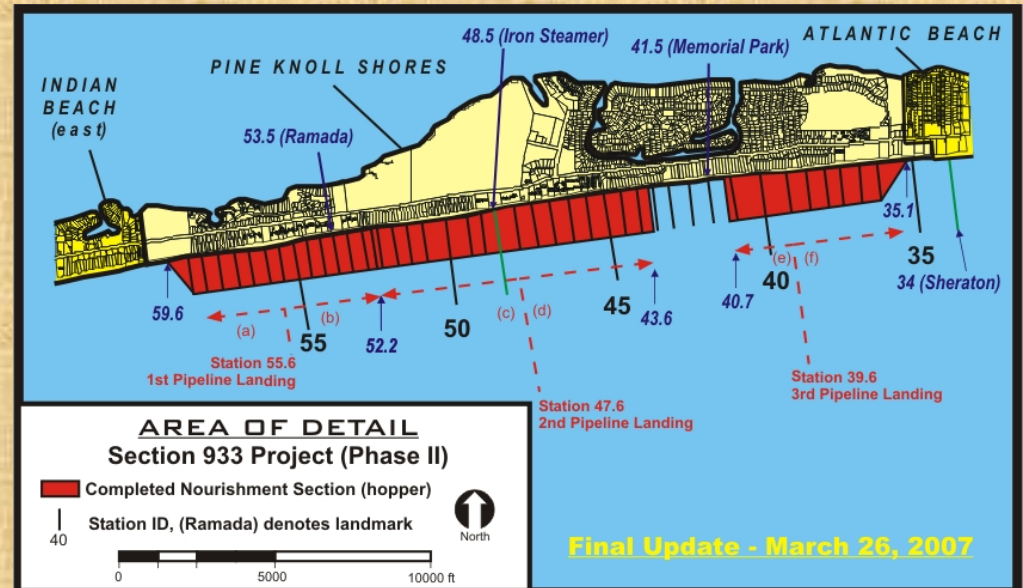 48.5 (Iron Steamer)
41.5 (Memorial Park)
ATLANTIC BEACH
PINE KNOLL SHORES
INDIAN
BEACH
(east)
53.5 (Ramada)
35.1
35
34 (Sheraton)
(e)
(f)
40
40.7
45
43.6
(c)
(d)
50
52.2
(a)
(b)
55
59.6
Station 55.6
1st Pipeline Landing
Station 47.6
2nd Pipeline Landing
Station 39.6
3rd Pipeline Landing
AREA OF DETAIL
Section 933 Project (Phase II)
Completed Nourishment Section (hopper)
Station ID, (Ramada) denotes landmark
40
North
0
5000
10000 ft
Final Update - March 26, 2007